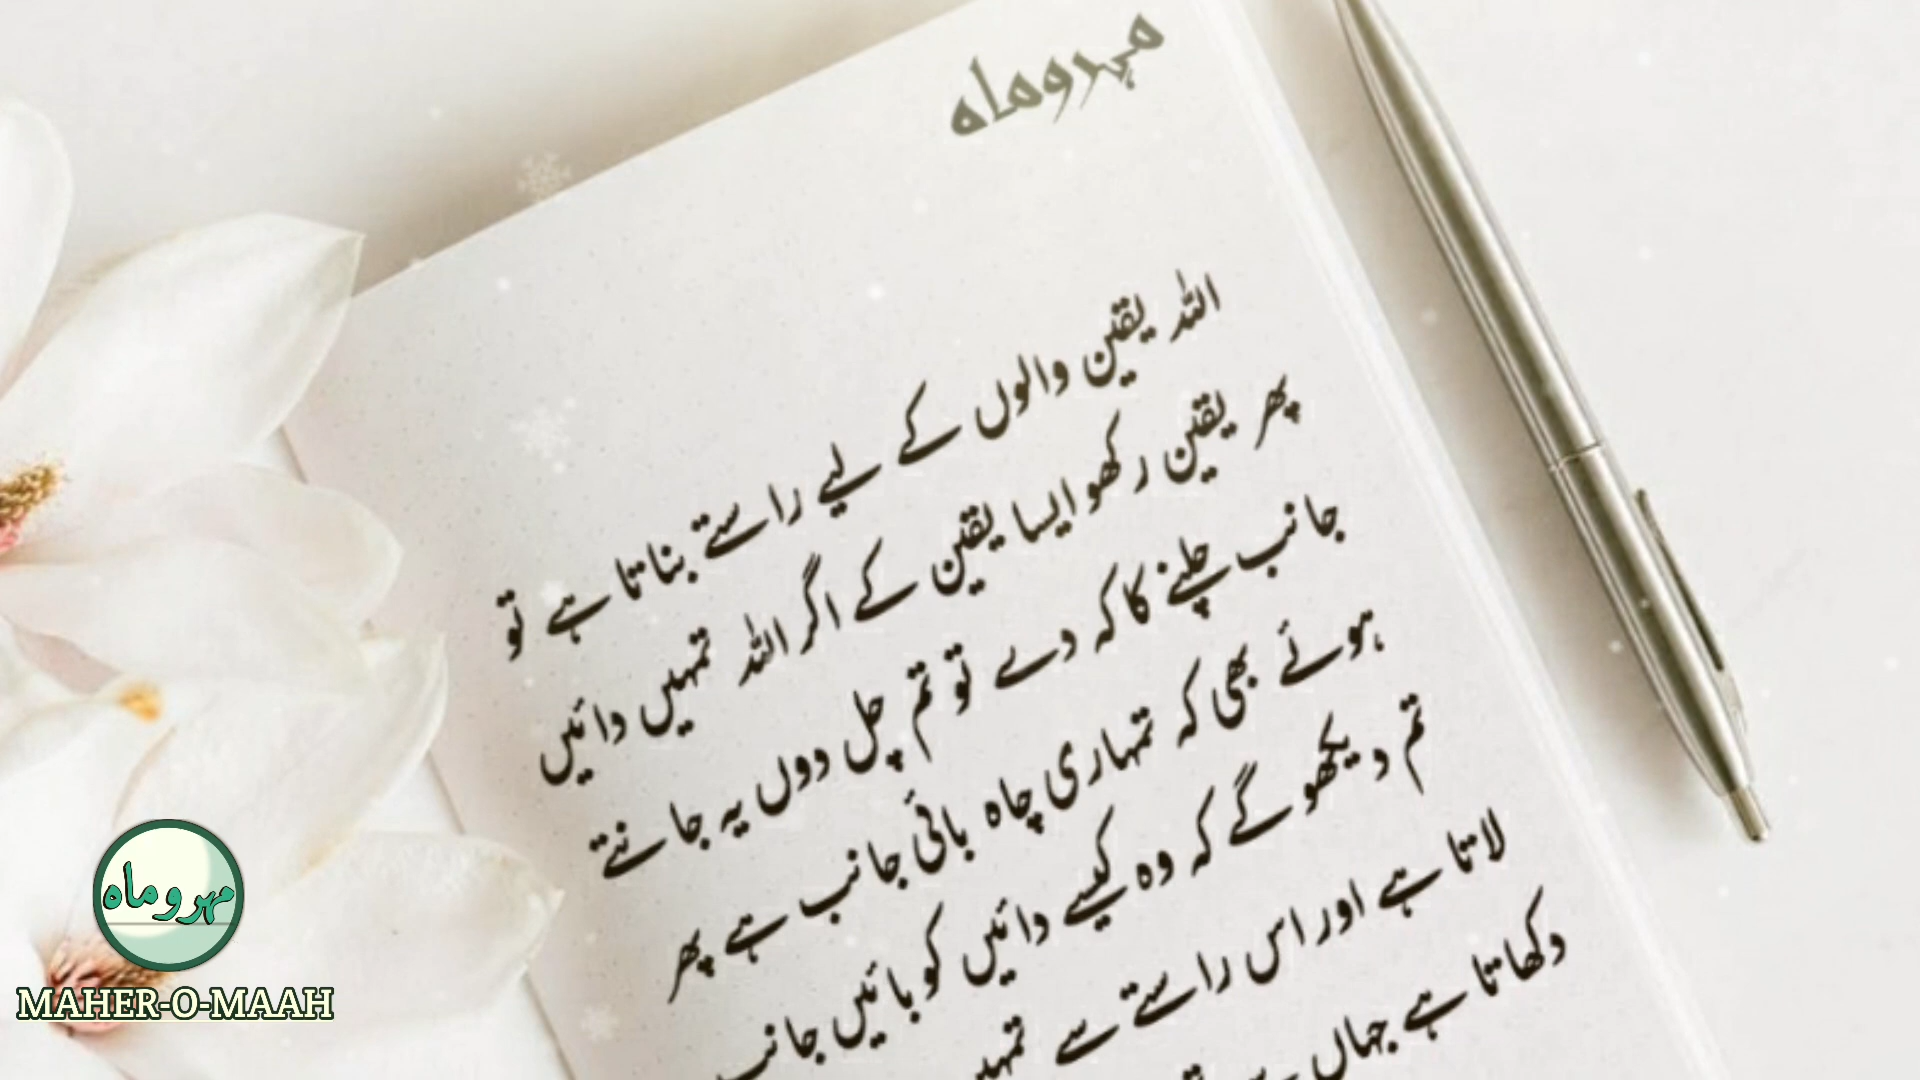 مہروماہ
اللہ یقین والوں کے لیے راستے بناتا ہے تو
پھر یقین رکھو ایسا یقین کے اگر اللہ تمہیں دائیں
جانب چلنے کا کہ دے تو تم چل دوں یہ جانتے
ہوئے بھی کہ تمہاری چاہ بائی جانب ہے پھر
تم دیکھو گے کہ وہ کیسے دائیں کو بائیں جانب
لاتا ہے اور اس راستے سے تمہیں
دکھاتا ہے جہاں
مہروماہ
MAHER-O-MAAH